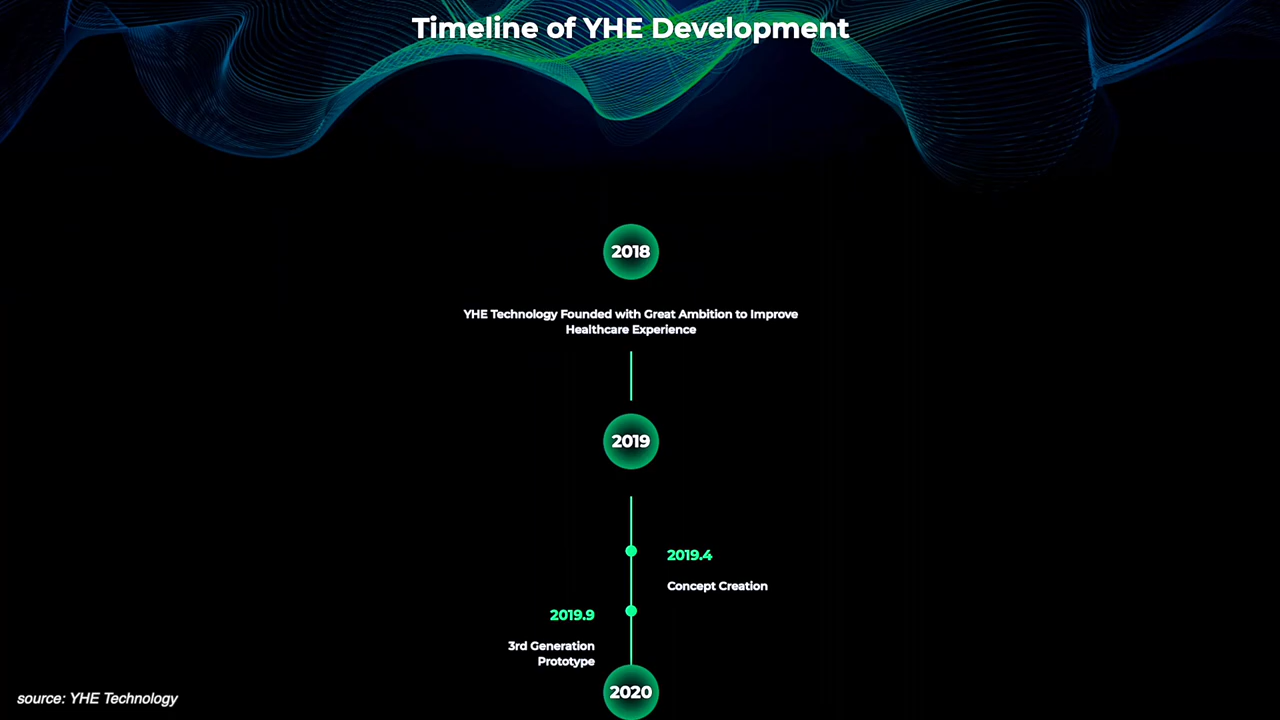 Timeline of YHE Development
2018
YHE Technology Founded with Great Ambition to Improve
Healthcare Experience
2019
2019.4
Concept Creation
2019.9
3rd Generation
Prototype
2020
source: YHE Technology